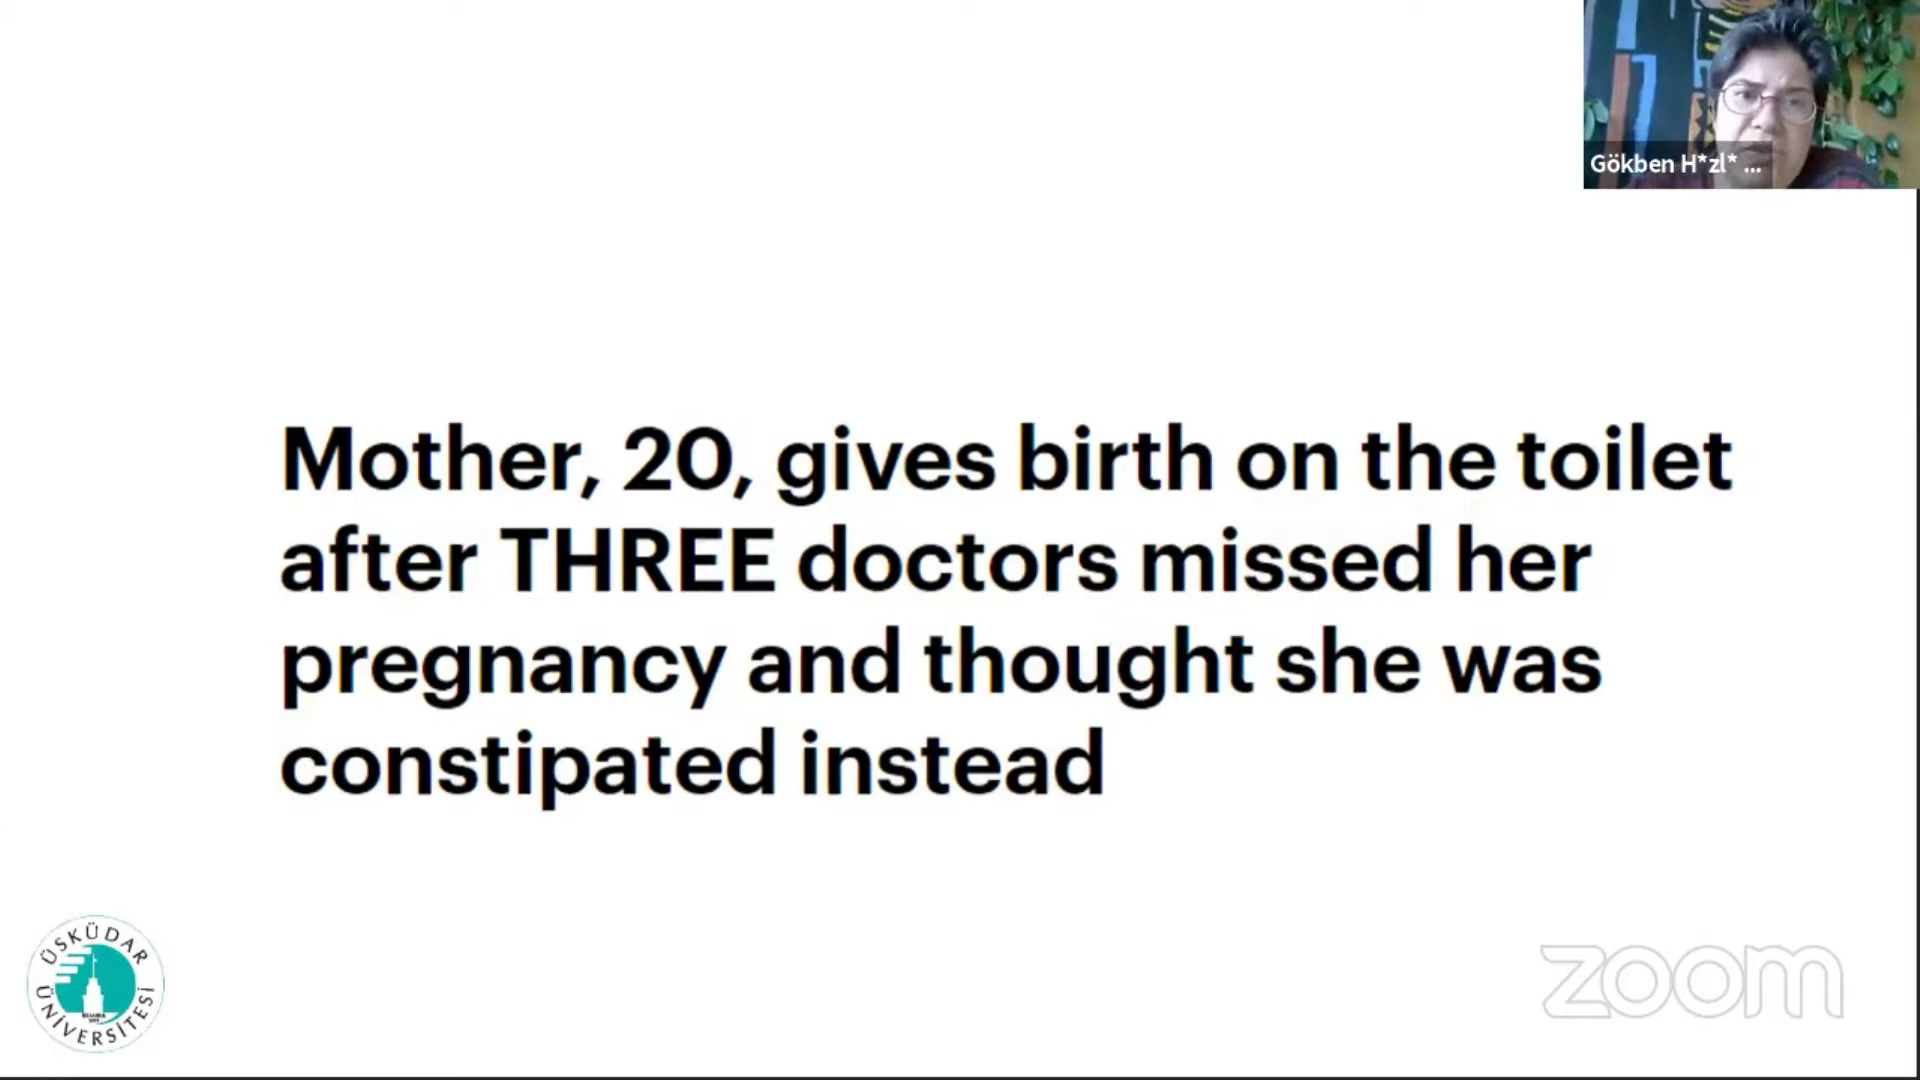 Gökben H*zl* ...
Mother, 20, gives birth on the toilet
after THREE doctors missed her
pregnancy and thought she was
constipated instead
ÜSKÜDAR
ÜNİVERSİTESİ
zoom